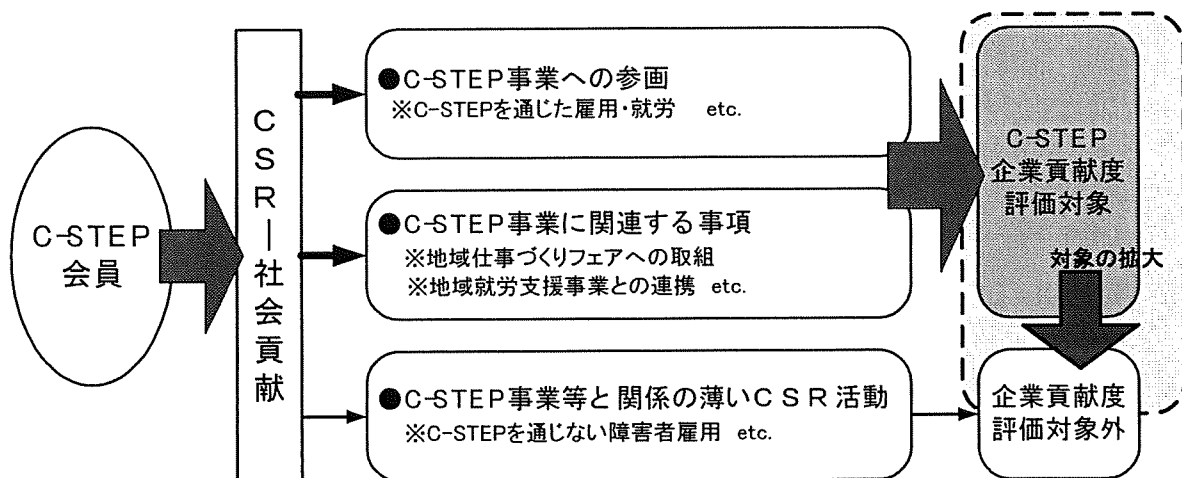 C-STEP
会員
CSR―社会貢献
●C-STEP事業への参画
※C-STEPを通じた雇用・就労 etc.
●C-STEP事業に関連する事項
※地域仕事づくりフェアへの取組
※地域就労支援事業との連携 etc.
●C-STEP事業等と関係の薄いCSR活動
※C-STEPを通じない障害者雇用 etc.
C-STEP
企業貢献度
評価対象
対象の拡大
企業貢献度
評価対象外